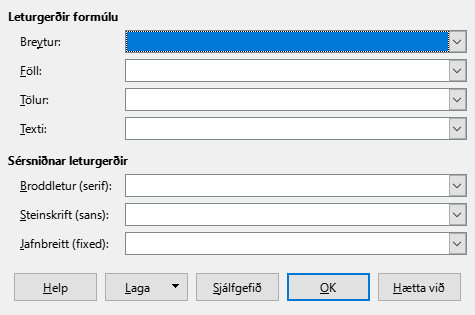 Leturgerðir formúlu
Breytur:
Föll:
Tölur:
Texti:
Sérsniðnar leturgerðir
Broddletur (serif):
Steinskrift (sans):
Jafnbreitt (fixed):
Help Laga Sjálfgefið OK Hætta við